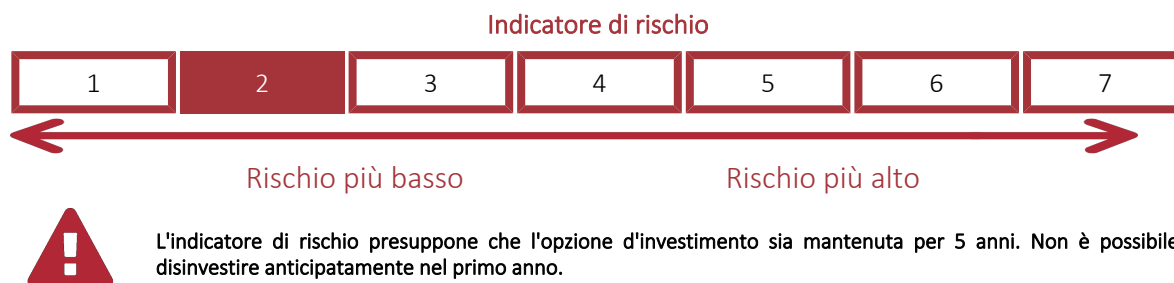 Indicatore di rischio
1 2 3 4 5 6 7
Rischio più basso Rischio più alto
L'indicatore di rischio presuppone che l'opzione d'investimento sia mantenuta per 5 anni. Non è possibile
disinvestire anticipatamente nel primo anno.